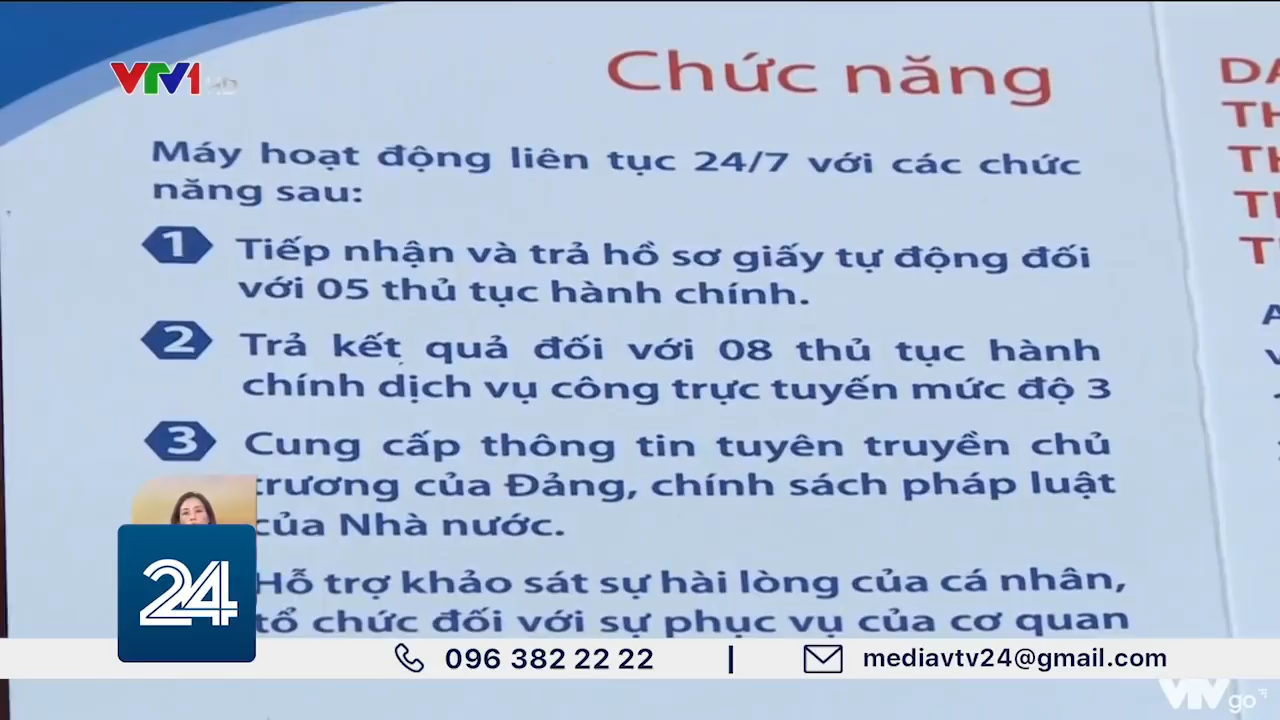 VTV1 HD
Chức năng
Máy hoạt động liên tục 24/7 với các chức
năng sau:
1 Tiếp nhận và trả hồ sơ giấy tự động đối
với 05 thủ tục hành chính.
2 Trả kết quả đối với 08 thủ tục hành
chính dịch vụ công trực tuyến mức độ 3
3 Cung cấp thông tin tuyên truyền chủ
trương của Đảng, chính sách pháp luật
của Nhà nước.
Hỗ trợ khảo sát sự hài lòng của cá nhân,
tổ chức đối với sự phục vụ của cơ quan
24
096 382 22 22 | mediavtv24@gmail.com
VTV go